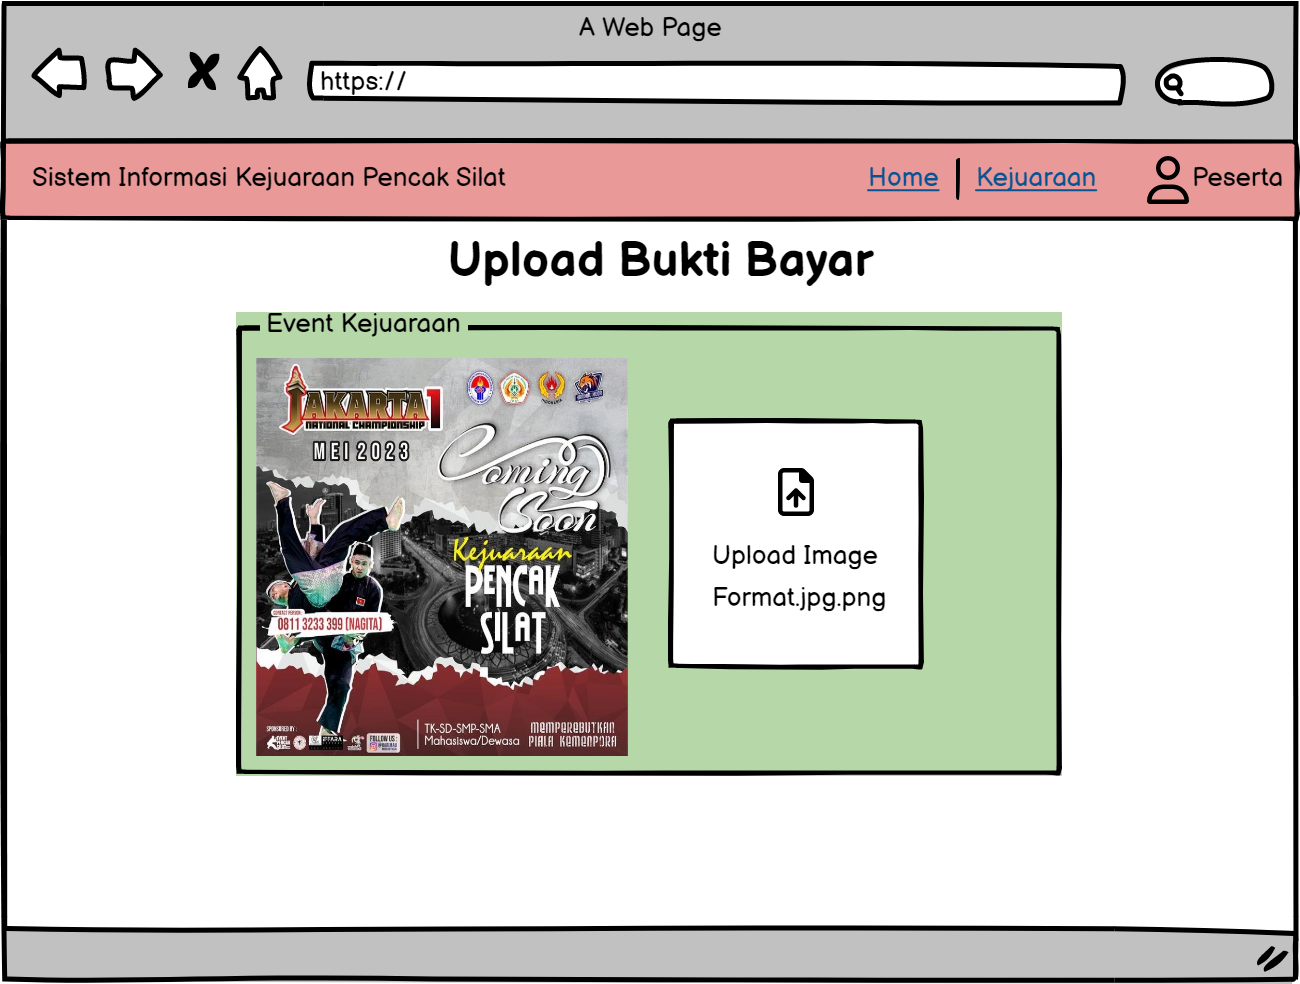 A Web Page
https://
Sistem Informasi Kejuaraan Pencak Silat
Home
Kejuaraan
Peserta
Upload Bukti Bayar
Event Kejuaraan
JAKARTA 1
NATIONAL CHAMPIONSHIP
MEI 2023
Coming
Soon
Kejuaraan
PENCAK
SILAT
CONTACT PERSON :
0811 3233 399 (NAGITA)
SPONSORED BY :
FOLLOW US :
TK-SD-SMP-SMA
Mahasiswa/Dewasa
MEMPEREBUTKAN
PIALA KEMENPORA
Upload Image
Format.jpg.png